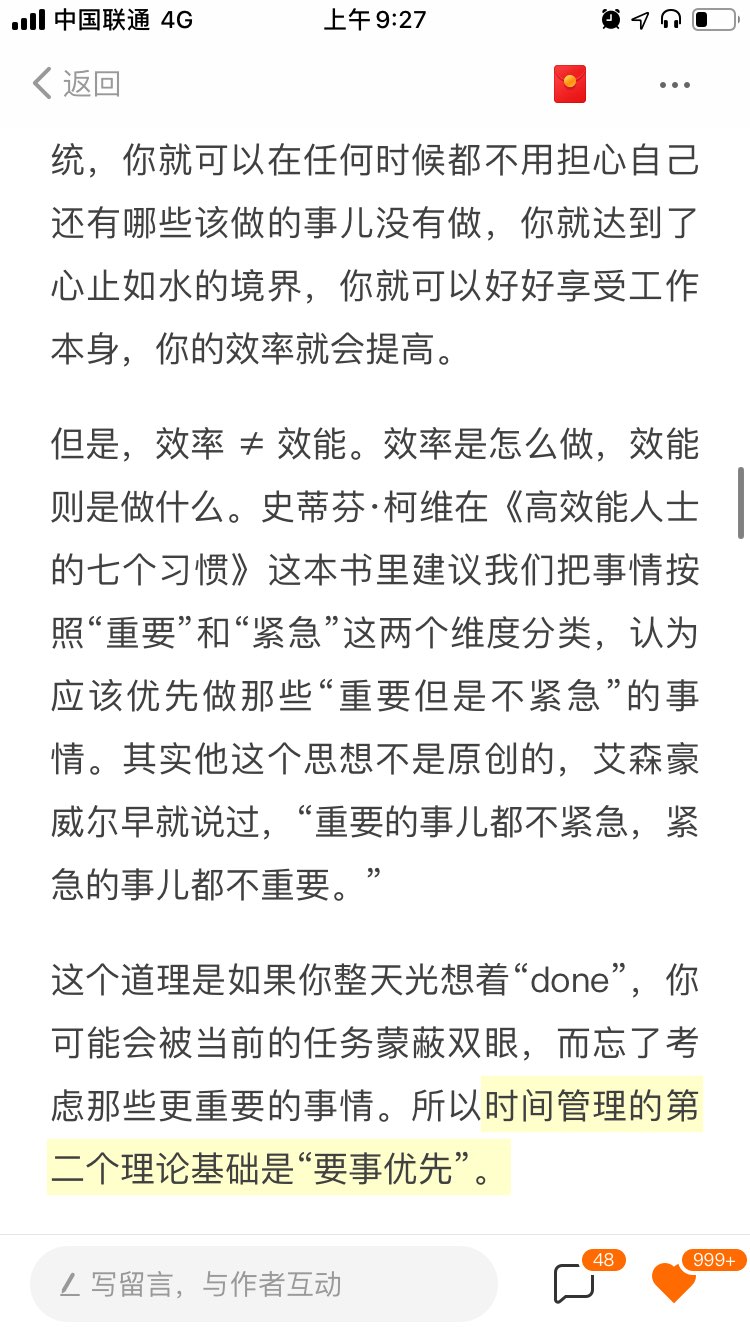 中国联通 4G 上午9:27
返回
统，你就可以在任何时候都不用担心自己
还有哪些该做的事儿没有做，你就达到了
心止如水的境界，你就可以好好享受工作
本身，你的效率就会提高。
但是，效率 ≠ 效能。效率是怎么做，效能
则是做什么。史蒂芬·柯维在《高效能人士
的七个习惯》这本书里建议我们把事情按
照“重要”和“紧急”这两个维度分类，认为
应该优先做那些“重要但是不紧急”的事
情。其实他这个思想不是原创的，艾森豪
威尔早就说过，“重要的事儿都不紧急，紧
急的事儿都不重要。”
这个道理是如果你整天光想着“done”，你
可能会被当前的任务蒙蔽双眼，而忘了考
虑那些更重要的事情。所以时间管理的第
二个理论基础是“要事优先”。
写留言，与作者互动 48 999+